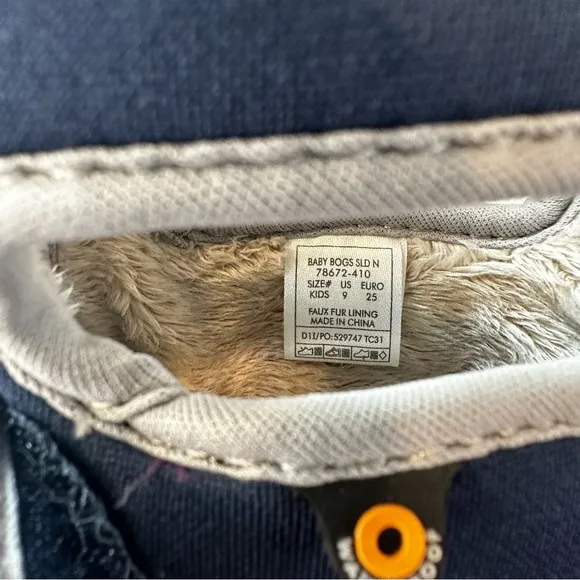 BABY BOGS SLD N
78672-410
SIZE# US EURO
KIDS 9 25
FAUX FUR LINING
MADE IN CHINA
D1I/PO: 529747 TC31